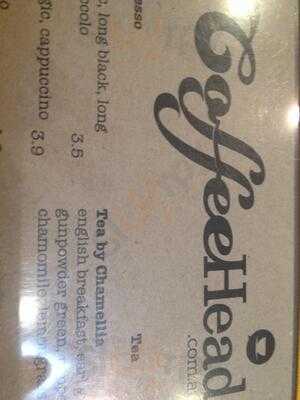 CoffeeHead
.com.a
esso
c, long black, long
ccolo
3.5
gic, cappuccino 3.9
Tea
Tea by Chamellia
english breakfast, earl g
gunpowder green,
chamomile, lemongras